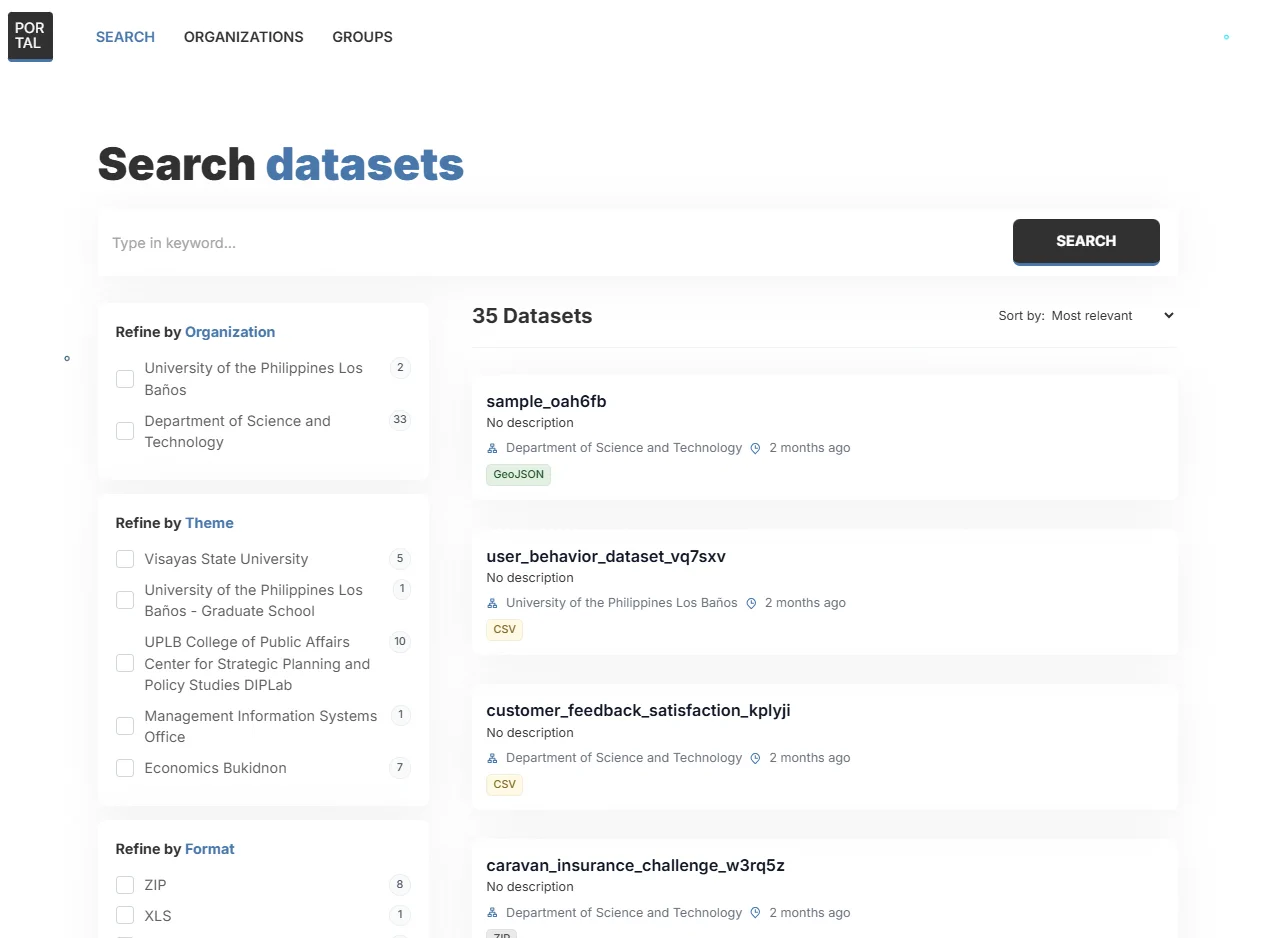 POR
TAL
SEARCH
ORGANIZATIONS
GROUPS
Search datasets
Type in keyword...
SEARCH
Refine by Organization
University of the Philippines Los
Baños
2
Department of Science and
Technology
33
Refine by Theme
Visayas State University
5
University of the Philippines Los
Baños - Graduate School
1
UPLB College of Public Affairs
Center for Strategic Planning and
Policy Studies DIPLab
10
Management Information Systems
Office
1
Economics Bukidnon
7
Refine by Format
ZIP
8
XLS
1
35 Datasets
Sort by: Most relevant
sample_oah6fb
No description
Department of Science and Technology 2 months ago
GeoJSON
user_behavior_dataset_vq7sxv
No description
University of the Philippines Los Baños 2 months ago
CSV
customer_feedback_satisfaction_kplyji
No description
Department of Science and Technology 2 months ago
CSV
caravan_insurance_challenge_w3rq5z
No description
Department of Science and Technology 2 months ago
ZIP